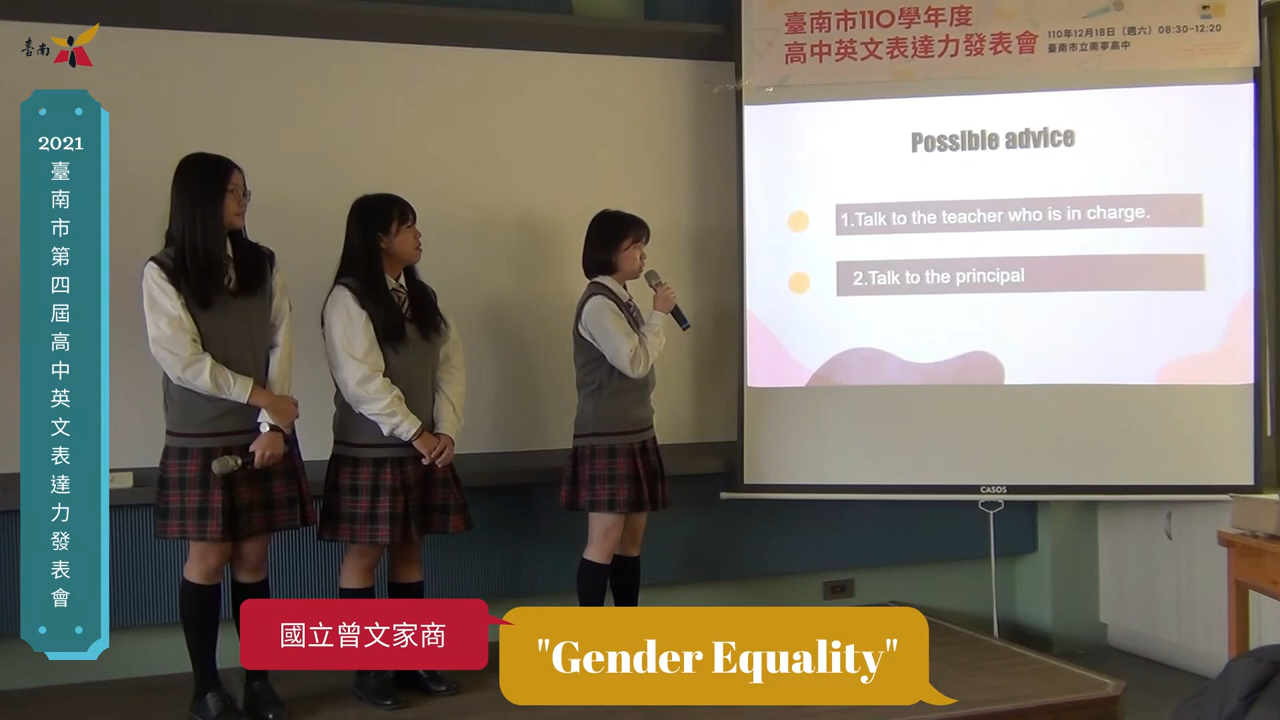 臺南
2021
臺南市第四屆高中英文表達力發表會
臺南市110學年度
高中英文表達力發表會
110年12月18日（週六）08:30-12:20
臺南市立南寧高中
Possible advice
1.Talk to the teacher who is in charge.
2.Talk to the principal
CASOS
國立曾文家商
"Gender Equality"